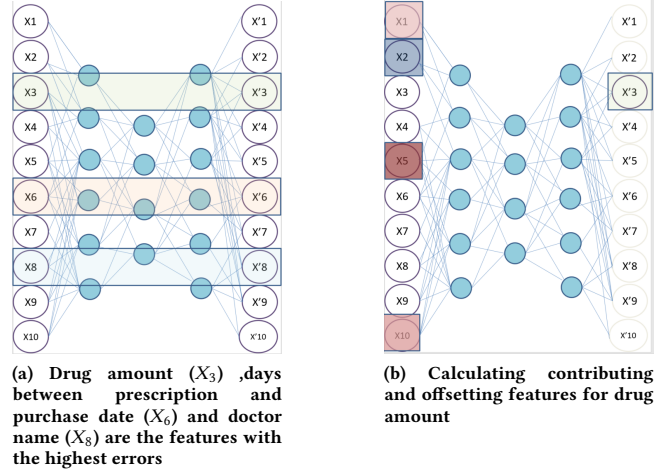 X1
X2
X3
X4
X5
X6
X7
X8
X9
X10
X'1
X'2
X'3
X'4
X'5
X'6
X'7
X'8
X'9
X'10
(a) Drug amount (X3) ,days
between prescription and
purchase date (X6) and doctor
name (X8) are the features with
the highest errors
X1
X2
X3
X4
X5
X6
X7
X8
X9
X10
X'1
X'2
X'3
X'4
X'5
X'6
X'7
X'8
X'9
X'10
(b) Calculating contributing
and offsetting features for drug
amount